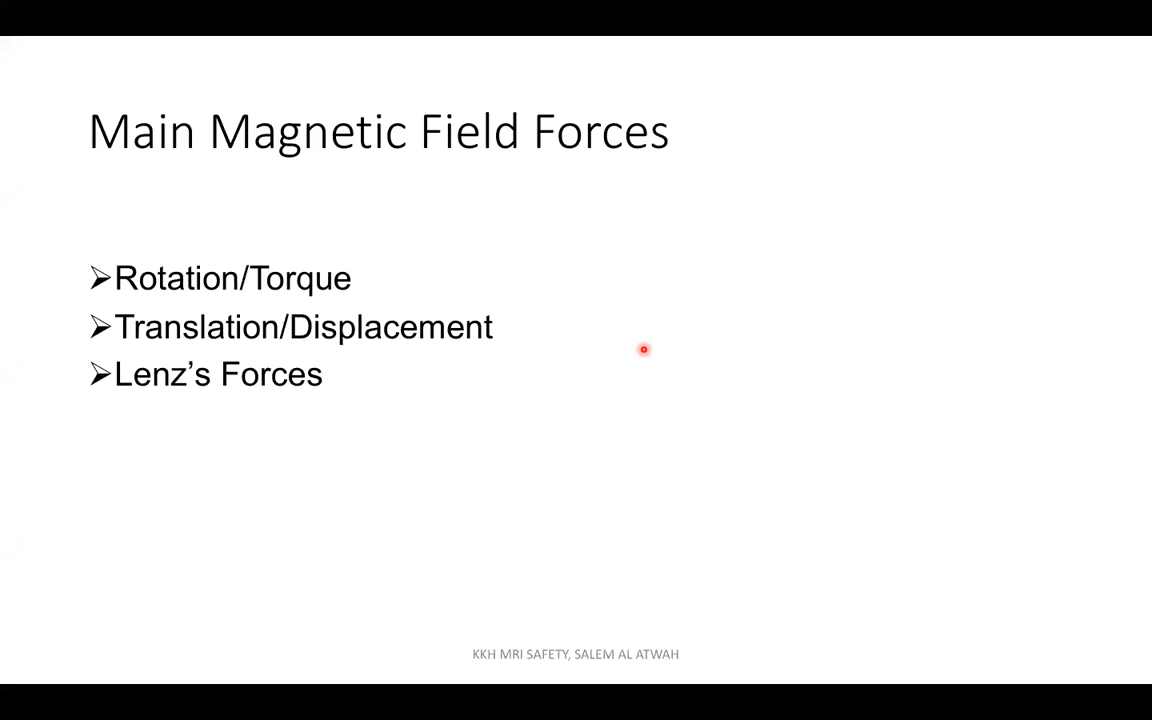 Main Magnetic Field Forces
➢Rotation/Torque
➢Translation/Displacement
➢Lenz’s Forces
KKH MRI SAFETY, SALEM AL ATWAH